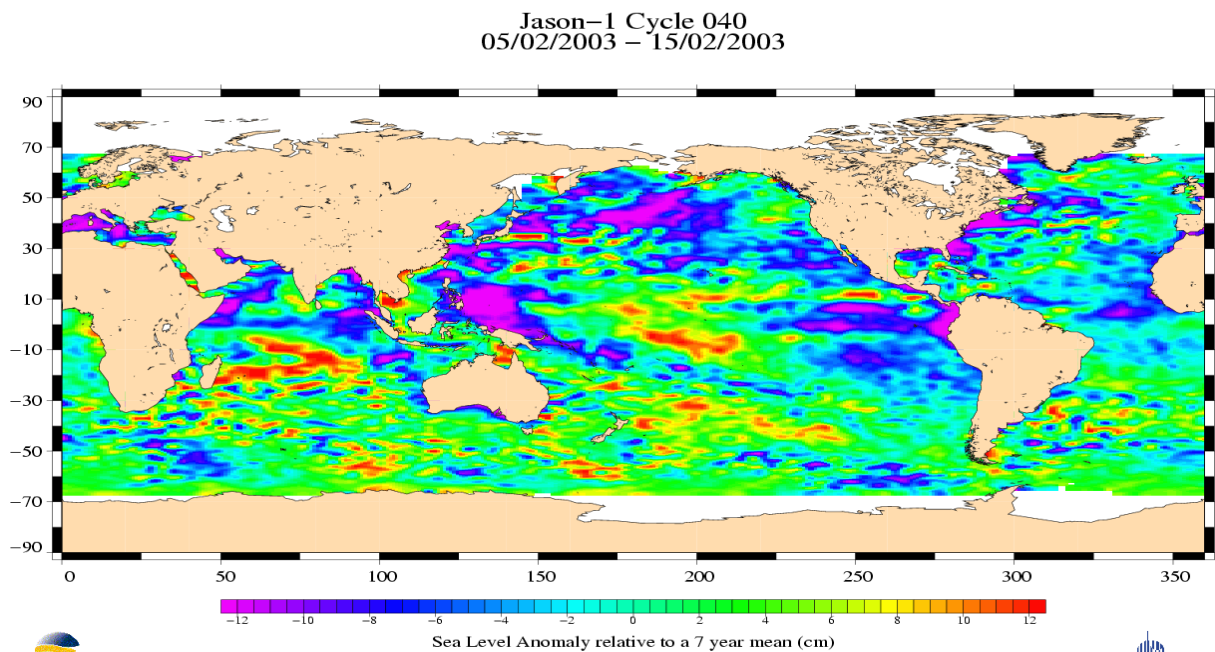 Jason−1 Cycle 040
05/02/2003 − 15/02/2003
90
70
50
30
10
−10
−30
−50
−70
−90
0 50 100 150 200 250 300 350
−12 −10 −8 −6 −4 −2 0 2 4 6 8 10 12
Sea Level Anomaly relative to a 7 year mean (cm)